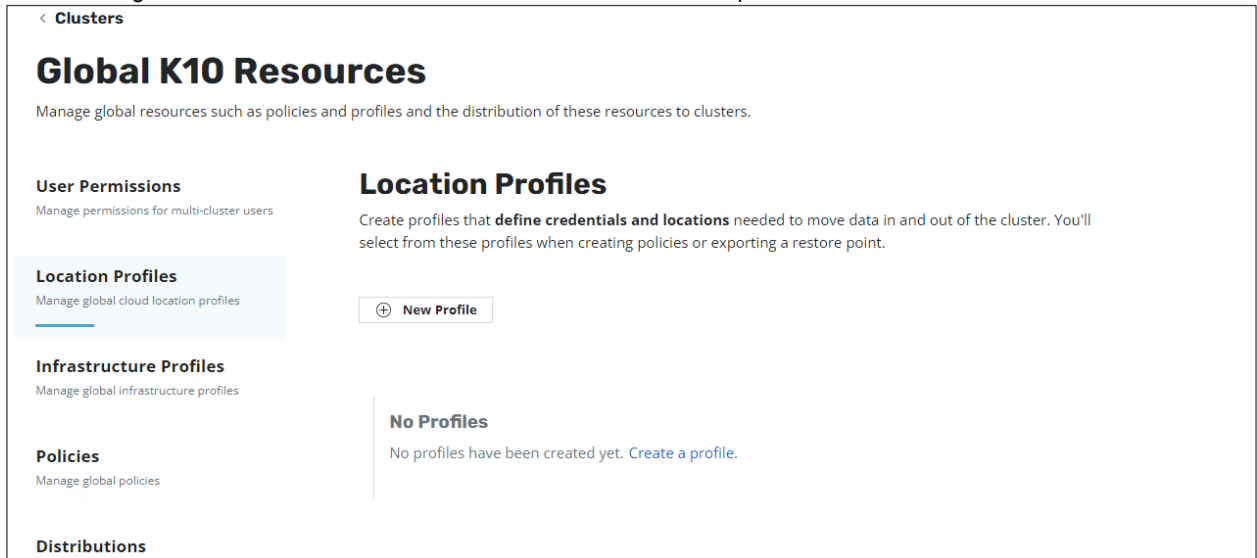 < Clusters
Global K10 Resources
Manage global resources such as policies and profiles and the distribution of these resources to clusters.
User Permissions
Manage permissions for multi-cluster users
Location Profiles
Manage global cloud location profiles
Infrastructure Profiles
Manage global infrastructure profiles
Policies
Manage global policies
Distributions
Location Profiles
Create profiles that define credentials and locations needed to move data in and out of the cluster. You'll
select from these profiles when creating policies or exporting a restore point.
New Profile
No Profiles
No profiles have been created yet. Create a profile.